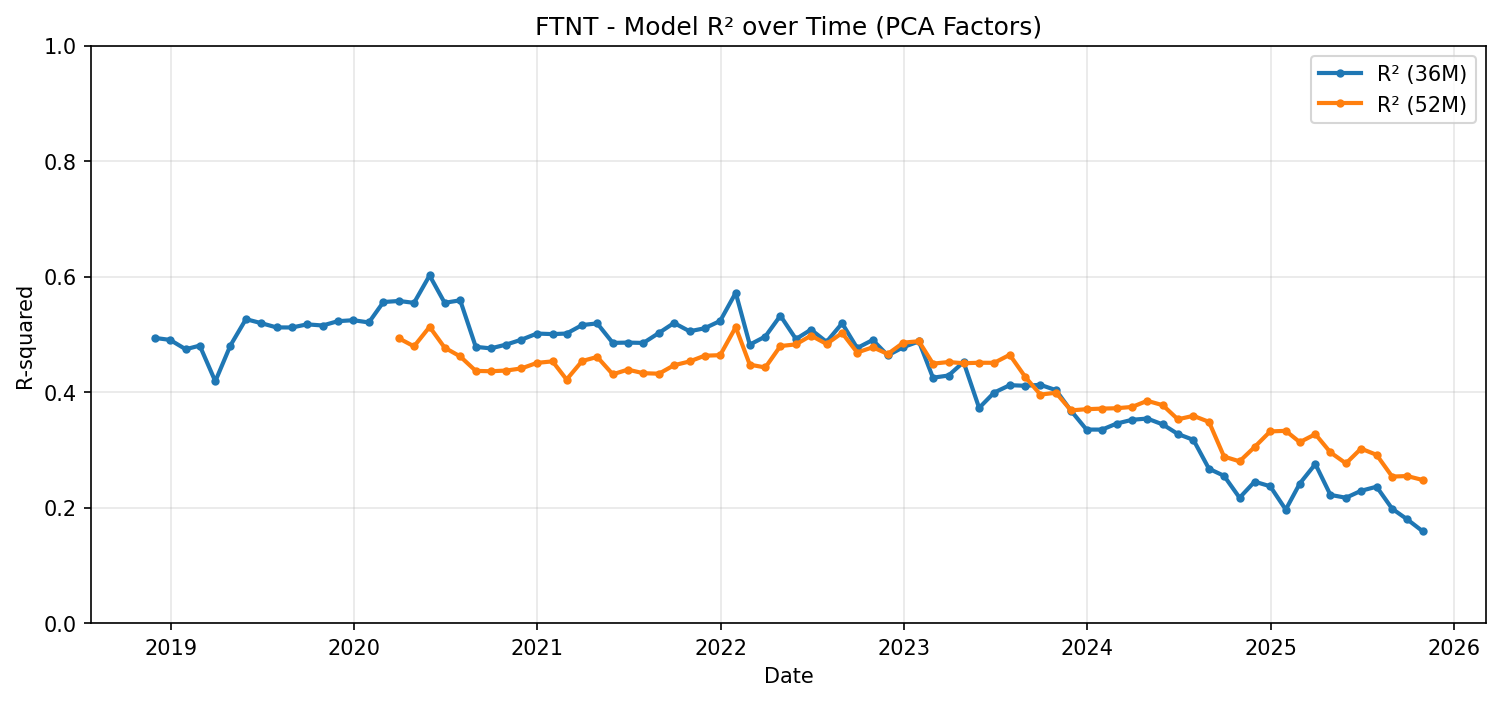 FTNT - Model R² over Time (PCA Factors)
1.0
0.8
0.6
0.4
0.2
0.0
R-squared
R² (36M)
R² (52M)
2019 2020 2021 2022 2023 2024 2025 2026
Date